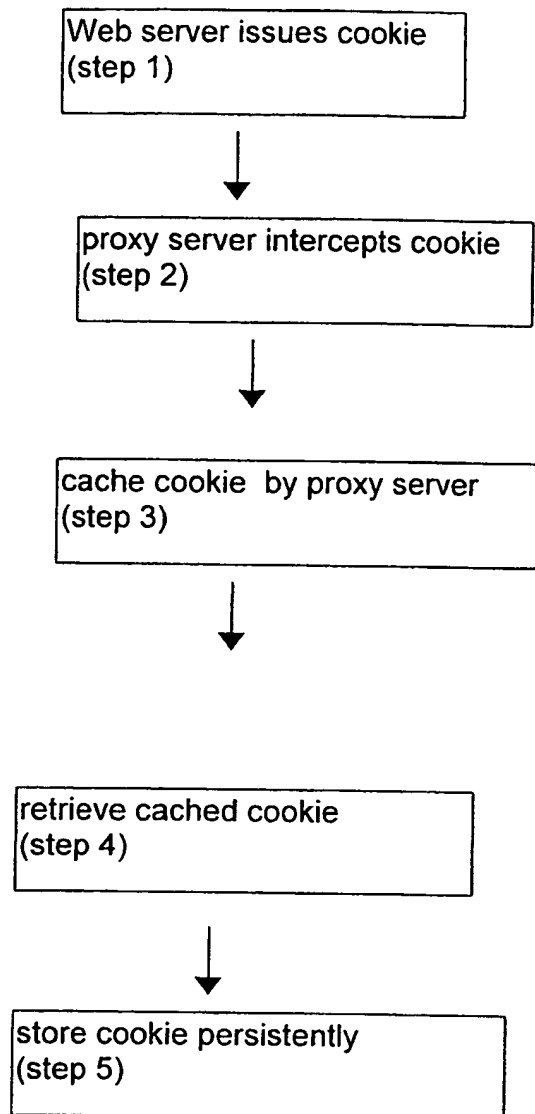 Web server issues cookie
(step 1)
proxy server intercepts cookie
(step 2)
cache cookie by proxy server
(step 3)
retrieve cached cookie
(step 4)
store cookie persistently
(step 5)